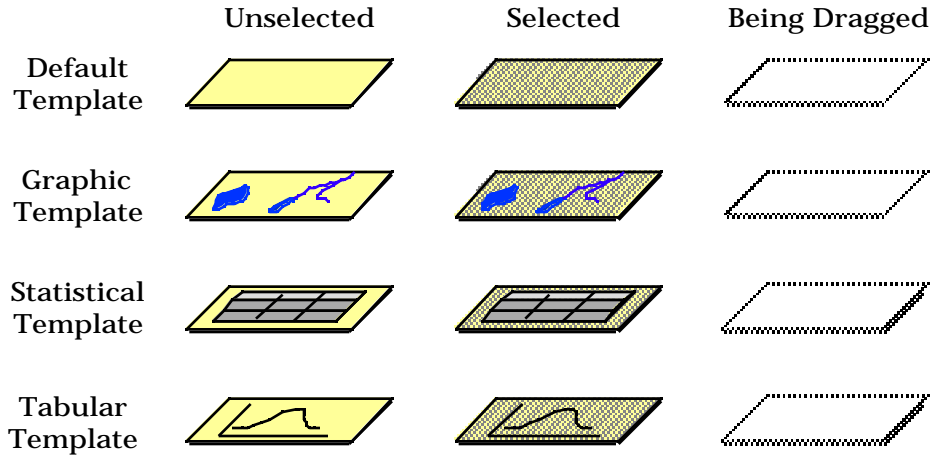 Unselected Selected Being Dragged
Default
Template
Graphic
Template
Statistical
Template
Tabular
Template